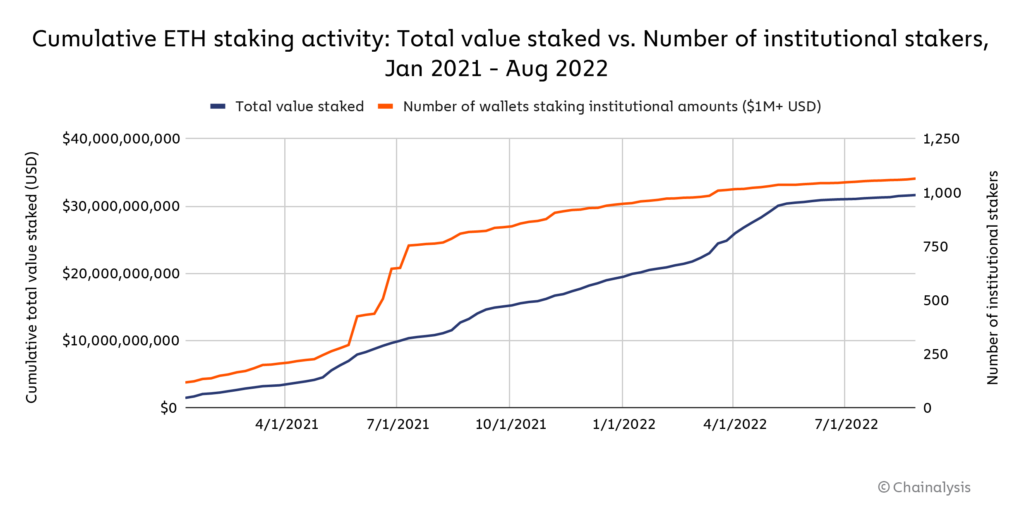 Cumulative ETH staking activity: Total value staked vs. Number of institutional stakers,
Jan 2021 - Aug 2022
Total value staked
Number of wallets staking institutional amounts ($1M+ USD)
Cumulative total value staked (USD)
$40,000,000,000
$30,000,000,000
$20,000,000,000
$10,000,000,000
$0
1,250
1,000
750
500
250
0
Number of institutional stakers
4/1/2021
7/1/2021
10/1/2021
1/1/2022
4/1/2022
7/1/2022
© Chainalysis